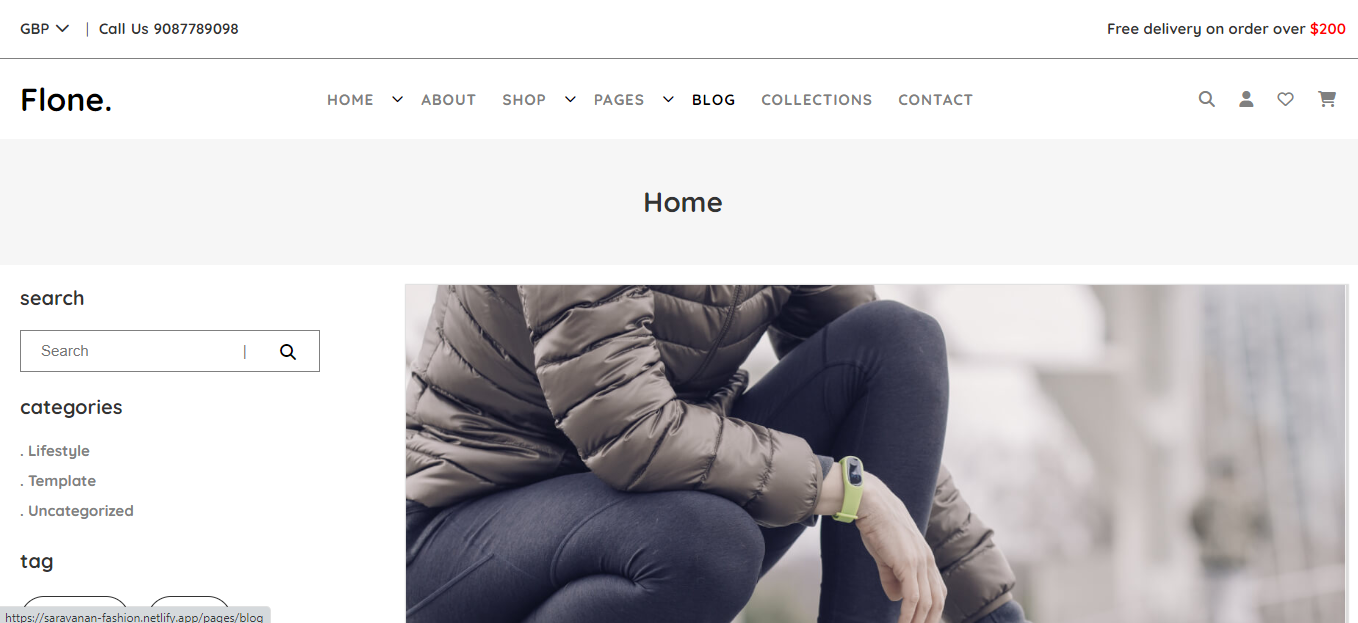 GBP | Call Us 9087789098 Free delivery on order over $200
Flone. HOME ABOUT SHOP PAGES BLOG COLLECTIONS CONTACT
Home
search
Search |
categories
. Lifestyle
. Template
. Uncategorized
tag
https://saravanan-fashion.netlify.app/pages/blog